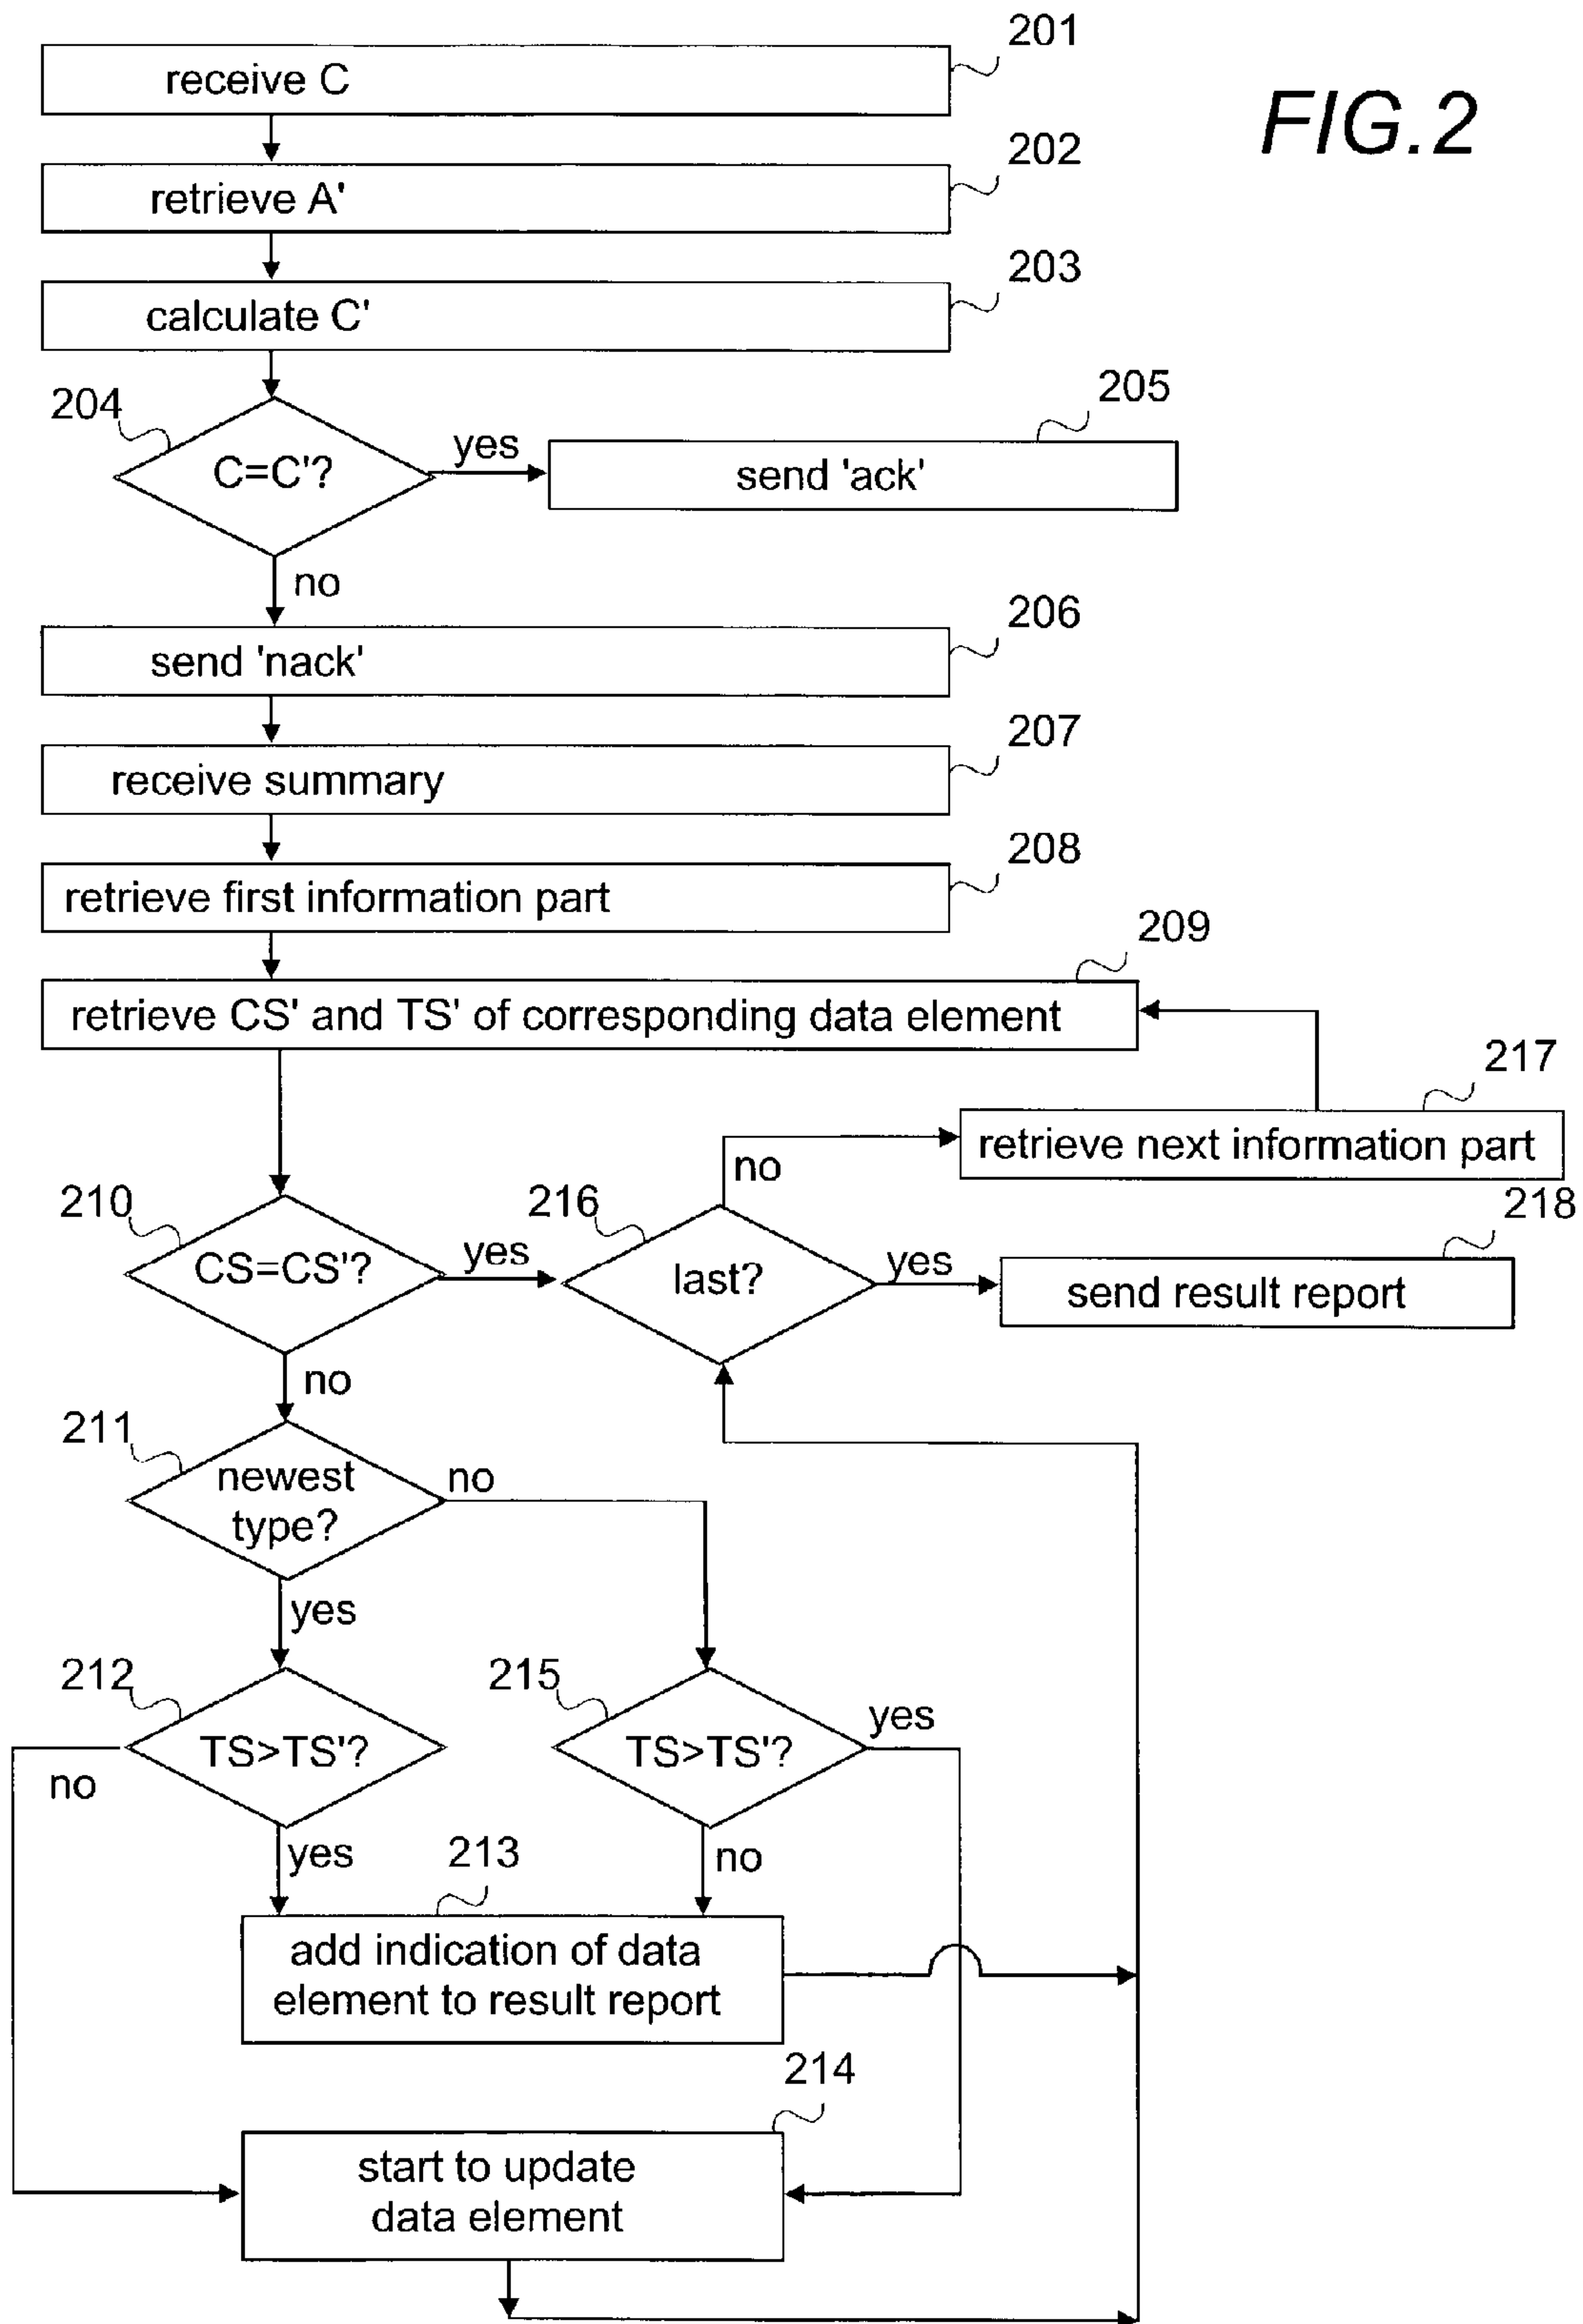 FIG.2
201
receive C
202
retrieve A'
203
calculate C'
204
C=C'?
yes
205
send 'ack'
no
206
send 'nack'
207
receive summary
208
retrieve first information part
209
retrieve CS' and TS' of corresponding data element
217
retrieve next information part
no
210
CS=CS'?
yes
216
last?
yes
218
send result report
no
211
newest
type?
no
yes
212
TS>TS'?
no
yes
215
TS>TS'?
yes
no
213
add indication of data
element to result report
214
start to update
data element